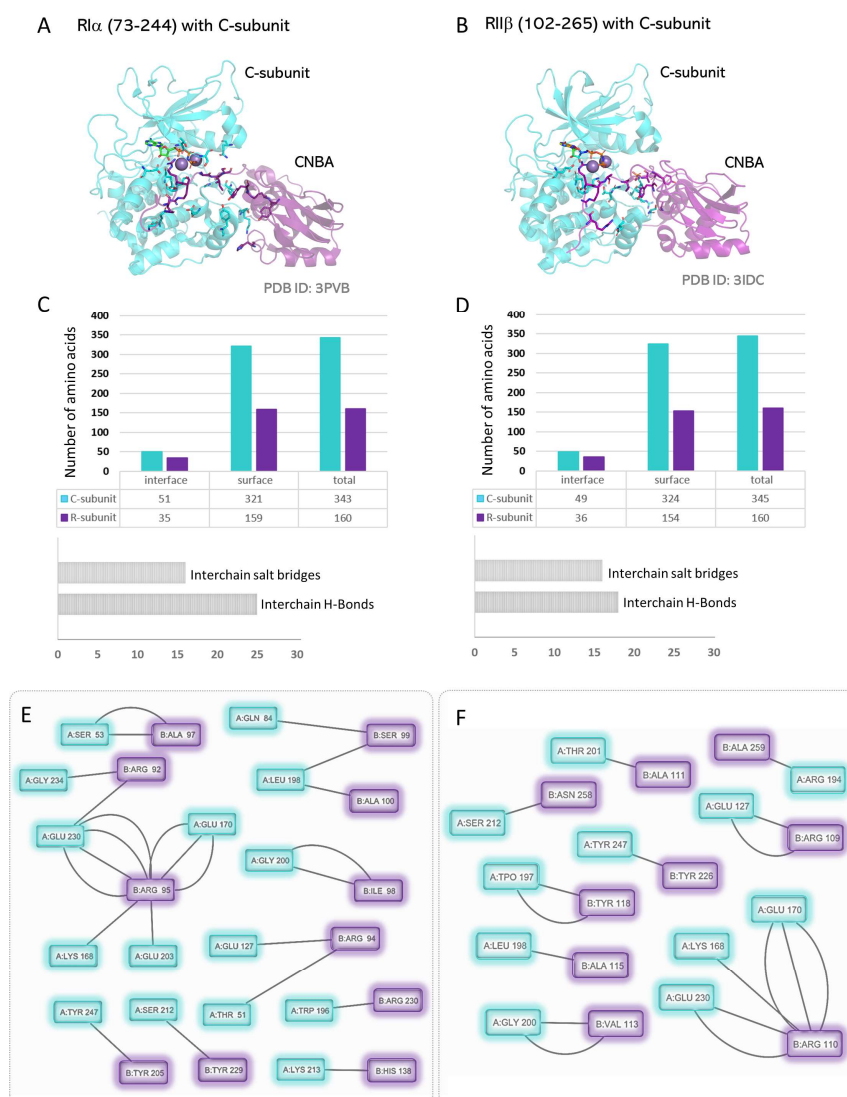 A RIα (73-244) with C-subunit
C-subunit
CNBA
PDB ID: 3PVB
B RIIβ (102-265) with C-subunit
C-subunit
CNBA
PDB ID: 3IDC
C
Number of amino acids
400
350
300
250
200
150
100
50
0
interface surface total
C-subunit 51 321 343
R-subunit 35 159 160
Interchain salt bridges
Interchain H-Bonds
0 5 10 15 20 25 30
D
Number of amino acids
400
350
300
250
200
150
100
50
0
interface surface total
C-subunit 49 324 345
R-subunit 36 154 160
Interchain salt bridges
Interchain H-Bonds
0 5 10 15 20 25 30
E
A:SER 53
B:ALA 97
A:GLN 84
B:SER 99
A:GLY 234
B:ARG 92
A:LEU 198
B:ALA 100
A:GLU 230
A:GLU 170
A:GLY 200
B:ILE 98
B:ARG 95
A:LYS 168
A:GLU 203
A:GLU 127
B:ARG 94
A:THR 51
A:TRP 196
B:ARG 230
A:TYR 247
A:SER 212
B:TYR 205
B:TYR 229
A:LYS 213
B:HIS 138
F
A:THR 201
B:ALA 111
B:ALA 259
A:ARG 194
A:SER 212
B:ASN 258
A:GLU 127
B:ARG 109
A:TYR 247
B:TYR 226
A:TPO 197
B:TYR 118
A:GLU 170
A:LEU 198
B:ALA 115
A:LYS 168
A:GLU 230
A:GLY 200
B:VAL 113
B:ARG 110